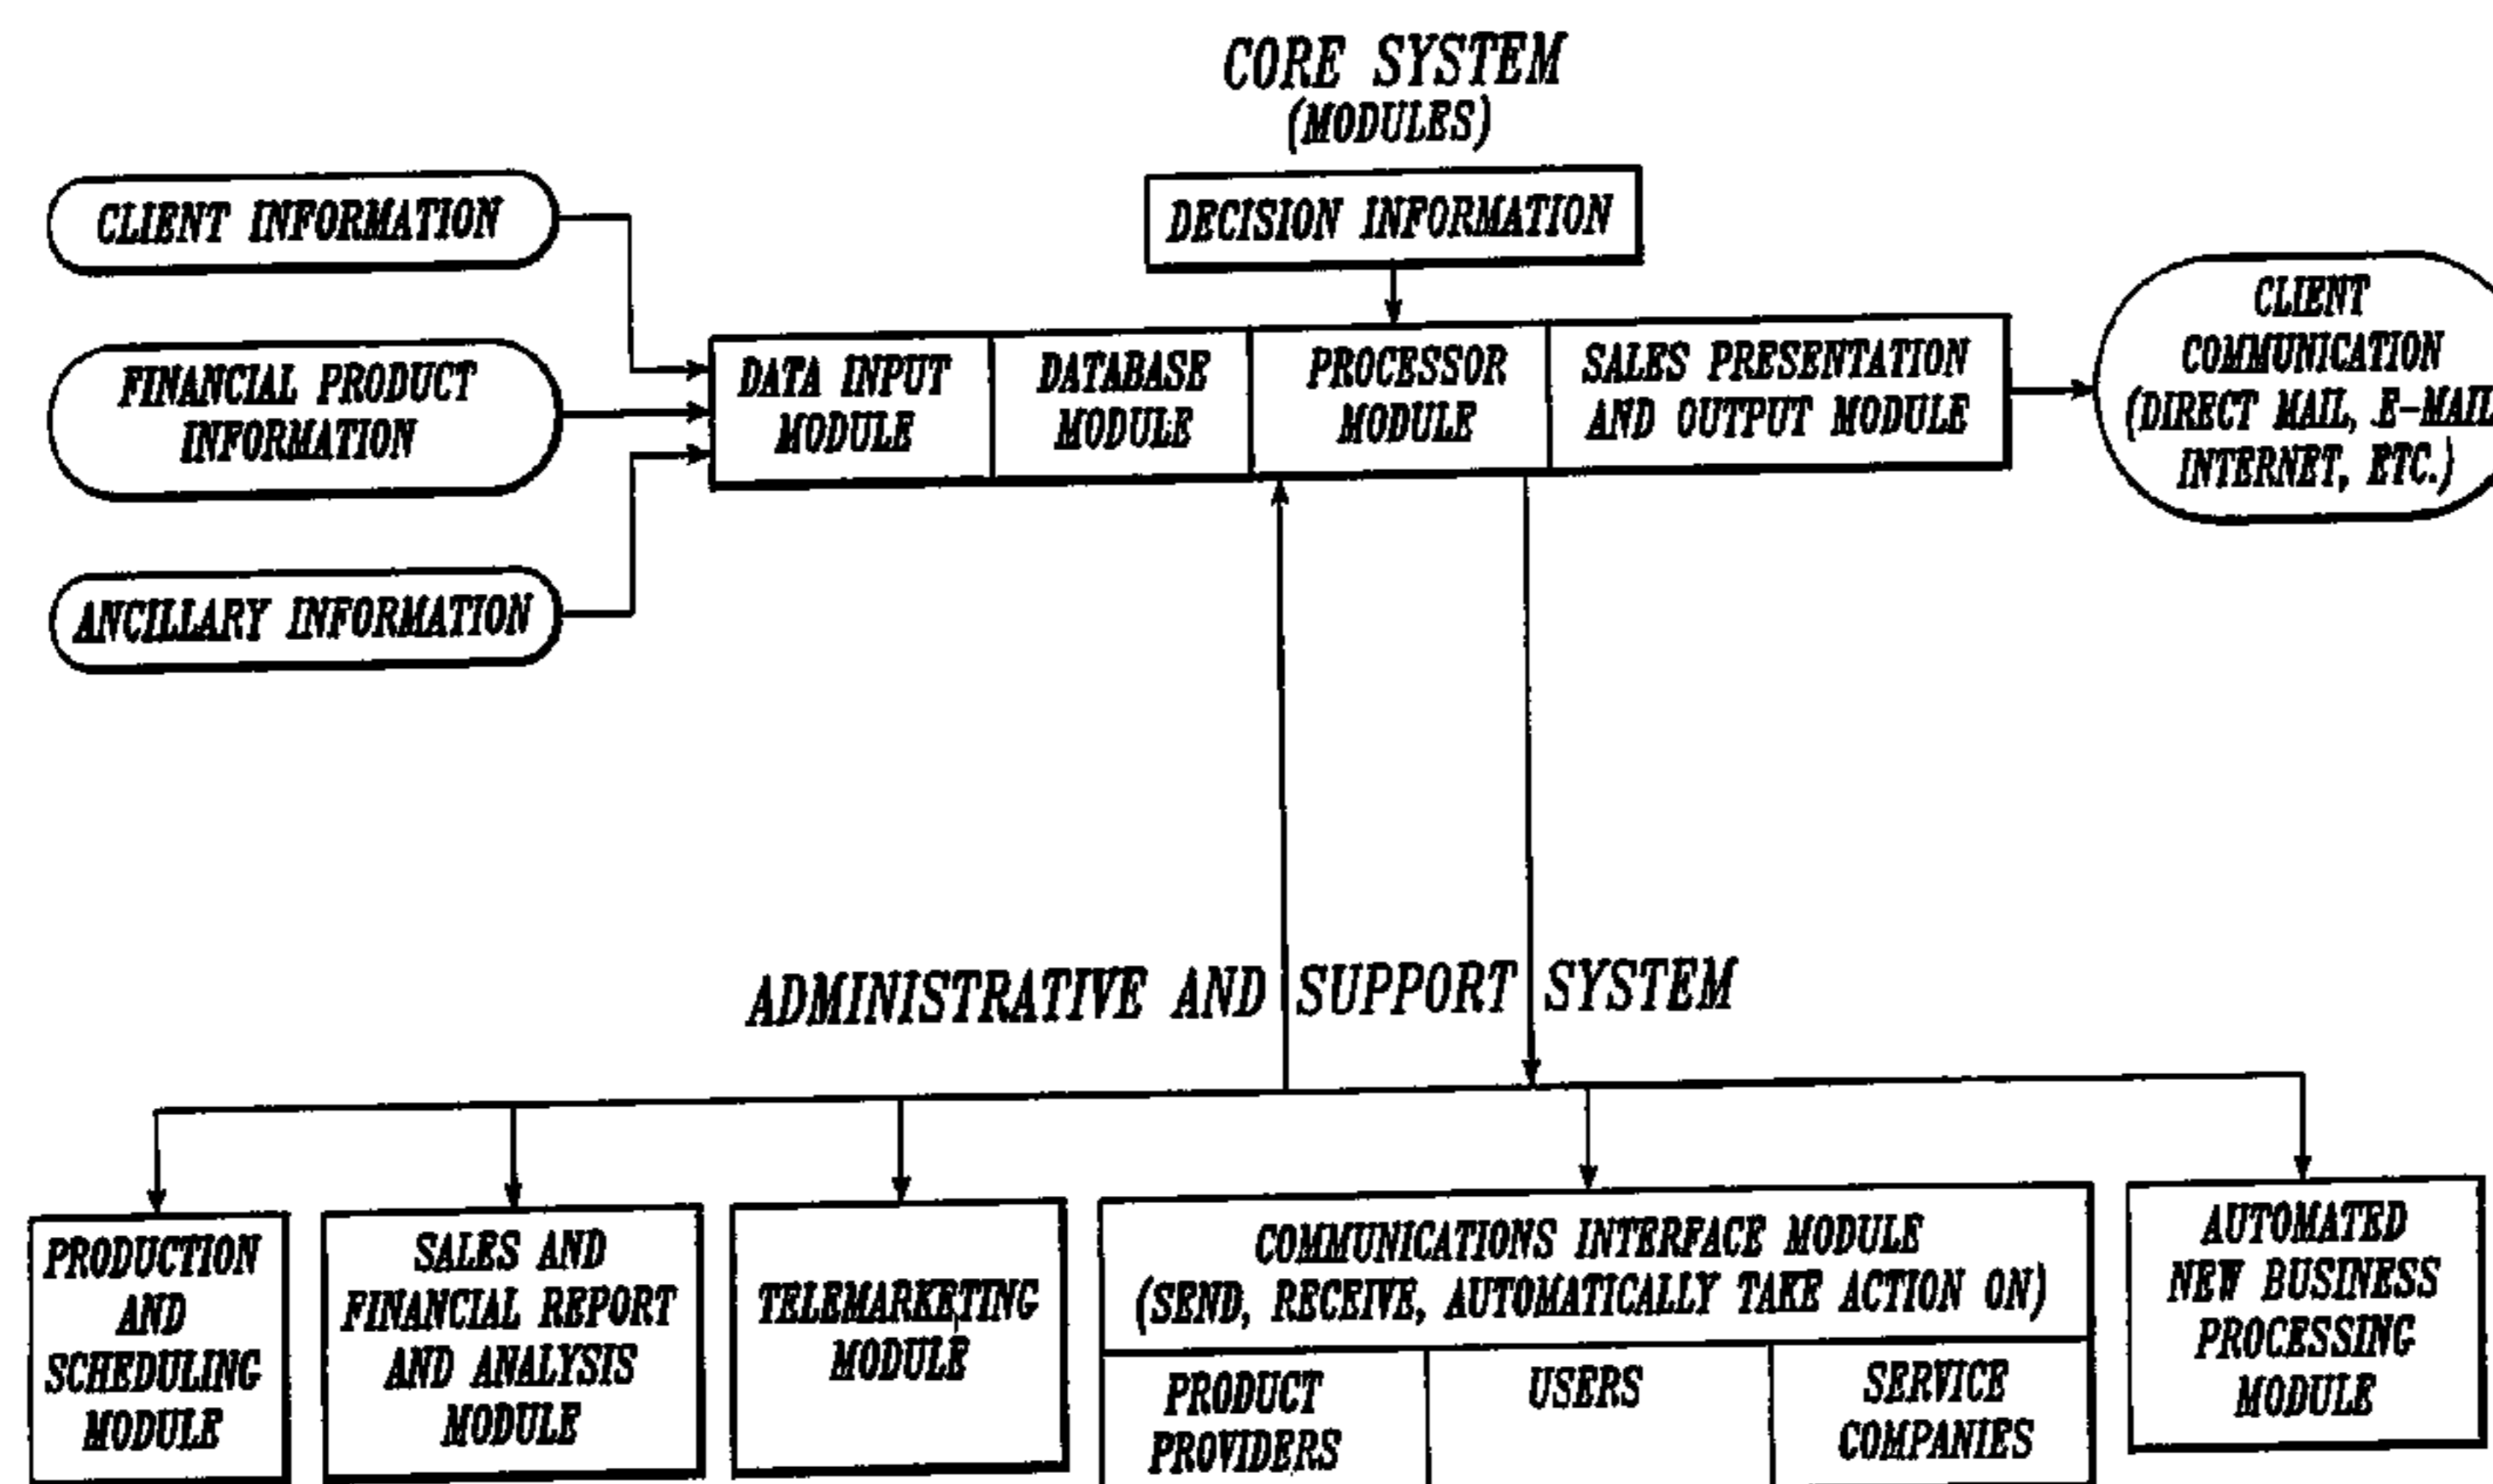 CORE SYSTEM
(MODULES)
DECISION INFORMATION
CLIENT INFORMATION
FINANCIAL PRODUCT
INFORMATION
ANCILLARY INFORMATION
DATA INPUT
MODULE
DATABASE
MODULE
PROCESSOR
MODULE
SALES PRESENTATION
AND OUTPUT MODULE
CLIENT
COMMUNICATION
(DIRECT MAIL, E-MAIL
INTERNET, ETC.)
ADMINISTRATIVE AND SUPPORT SYSTEM
PRODUCTION
AND
SCHEDULING
MODULE
SALES AND
FINANCIAL REPORT
AND ANALYSIS
MODULE
TELEMARKETING
MODULE
COMMUNICATIONS INTERFACE MODULE
(SEND, RECEIVE, AUTOMATICALLY TAKE ACTION ON)
PRODUCT
PROVIDERS
USERS
SERVICE
COMPANIES
AUTOMATED
NEW BUSINESS
PROCESSING
MODULE